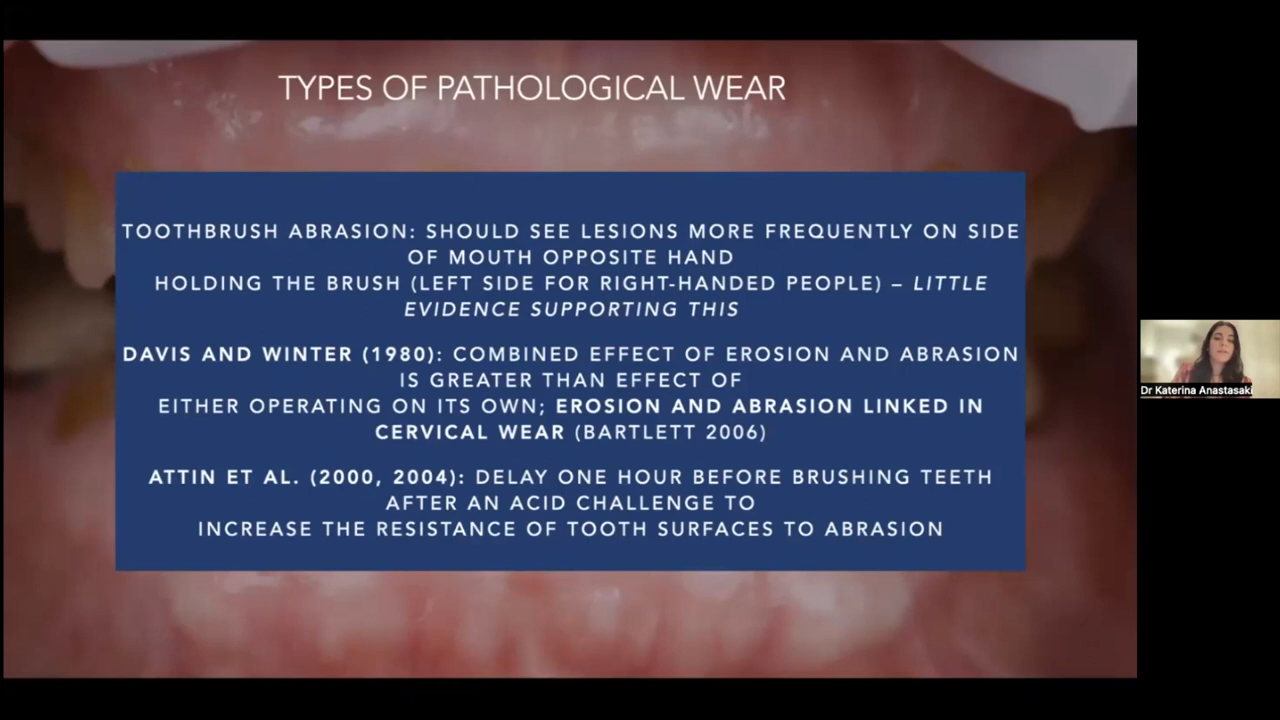 TYPES OF PATHOLOGICAL WEAR
TOOTHBRUSH ABRASION: SHOULD SEE LESIONS MORE FREQUENTLY ON SIDE
OF MOUTH OPPOSITE HAND
HOLDING THE BRUSH (LEFT SIDE FOR RIGHT-HANDED PEOPLE) – LITTLE
EVIDENCE SUPPORTING THIS
DAVIS AND WINTER (1980): COMBINED EFFECT OF EROSION AND ABRASION
IS GREATER THAN EFFECT OF
EITHER OPERATING ON ITS OWN; EROSION AND ABRASION LINKED IN
CERVICAL WEAR (BARTLETT 2006)
ATTIN ET AL. (2000, 2004): DELAY ONE HOUR BEFORE BRUSHING TEETH
AFTER AN ACID CHALLENGE TO
INCREASE THE RESISTANCE OF TOOTH SURFACES TO ABRASION
Dr Katerina Anastasaki